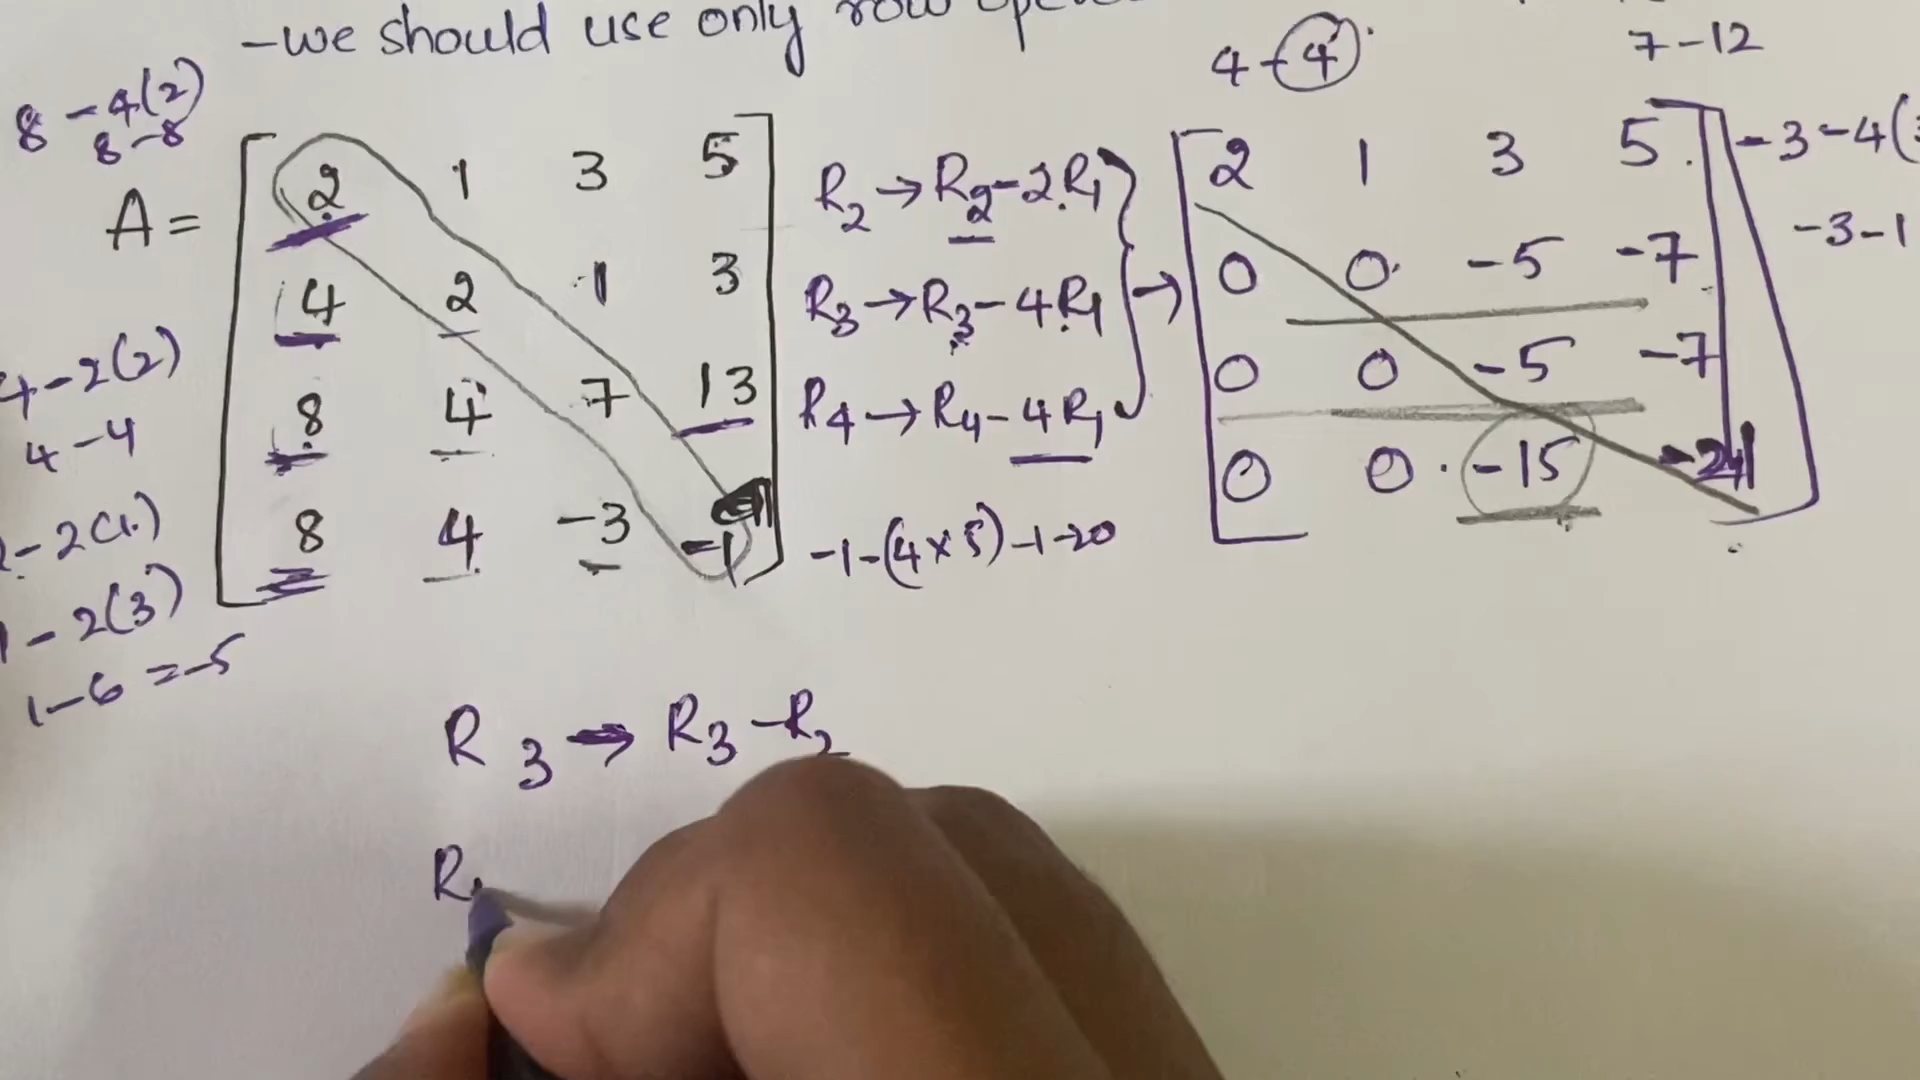 -we should use only row
4-4
7-12
8-4(2)
8-8
A=
2 1 3 5
4 2 1 3
8 4 7 13
8 4 -3 -1
R2→R2-2R1
R3→R3-4R1
R4→R4-4R1
→
2 1 3 5
0 0 -5 -7
0 0 -5 -7
0 0 -15 -21
-3-4(
-3-1
4-2(2)
4-4
-2(1)
-2(3)
1-6=-5
-1-(4×5)-1-20
R3→R3-R2
R